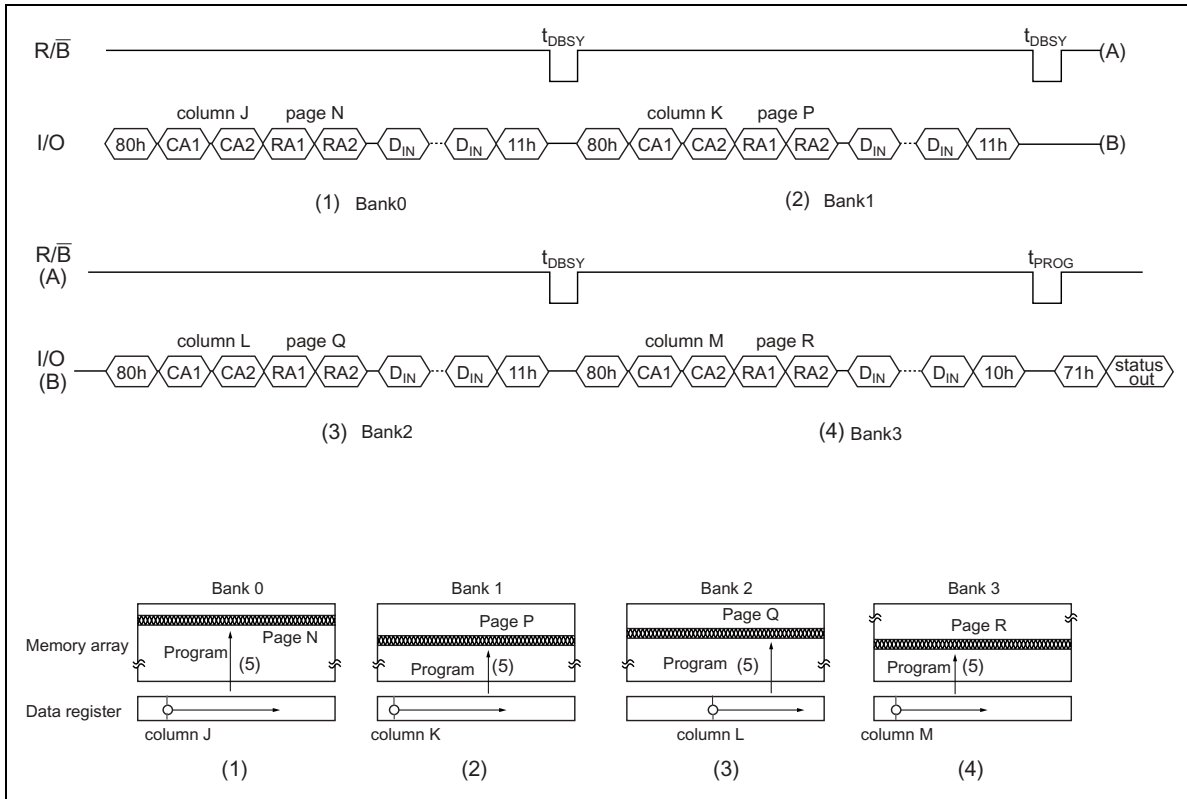 tDBSY tDBSY
R/B (A)
column J page N column K page P
I/O 80h CA1 CA2 RA1 RA2 DIN DIN 11h 80h CA1 CA2 RA1 RA2 DIN DIN 11h (B)
(1) Bank0 (2) Bank1
R/B
(A)
tDBSY tPROG
column L page Q column M page R
I/O
(B)
80h CA1 CA2 RA1 RA2 DIN DIN 11h 80h CA1 CA2 RA1 RA2 DIN DIN 10h 71h status out
(3) Bank2 (4) Bank3
Bank 0 Bank 1 Bank 2 Bank 3
Memory array
Page N Page P Page Q Page R
Program (5) Program (5) Program (5) Program (5)
Data register
column J column K column L column M
(1) (2) (3) (4)